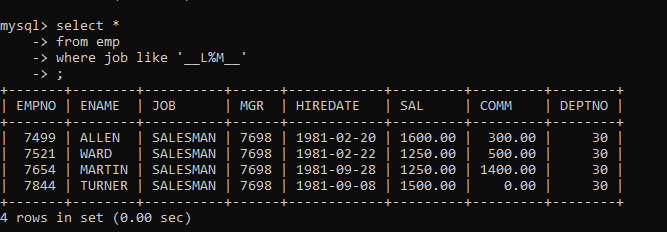 mysql> select *
    -> from emp
    -> where job like '__L%M__'
    -> ;
+-------+--------+----------+------+------------+---------+---------+--------+
| EMPNO | ENAME  | JOB      | MGR  | HIREDATE   | SAL     | COMM    | DEPTNO |
+-------+--------+----------+------+------------+---------+---------+--------+
|  7499 | ALLEN  | SALESMAN | 7698 | 1981-02-20 | 1600.00 |  300.00 |     30 |
|  7521 | WARD   | SALESMAN | 7698 | 1981-02-22 | 1250.00 |  500.00 |     30 |
|  7654 | MARTIN | SALESMAN | 7698 | 1981-09-28 | 1250.00 | 1400.00 |     30 |
|  7844 | TURNER | SALESMAN | 7698 | 1981-09-08 | 1500.00 |    0.00 |     30 |
+-------+--------+----------+------+------------+---------+---------+--------+
4 rows in set (0.00 sec)